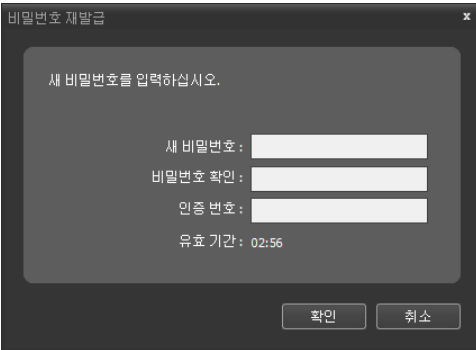 비밀번호 재발급 x
새 비밀번호를 입력하십시오.
새 비밀번호 :
비밀번호 확인 :
인증 번호 :
유효 기간 : 02:56
확인 취소